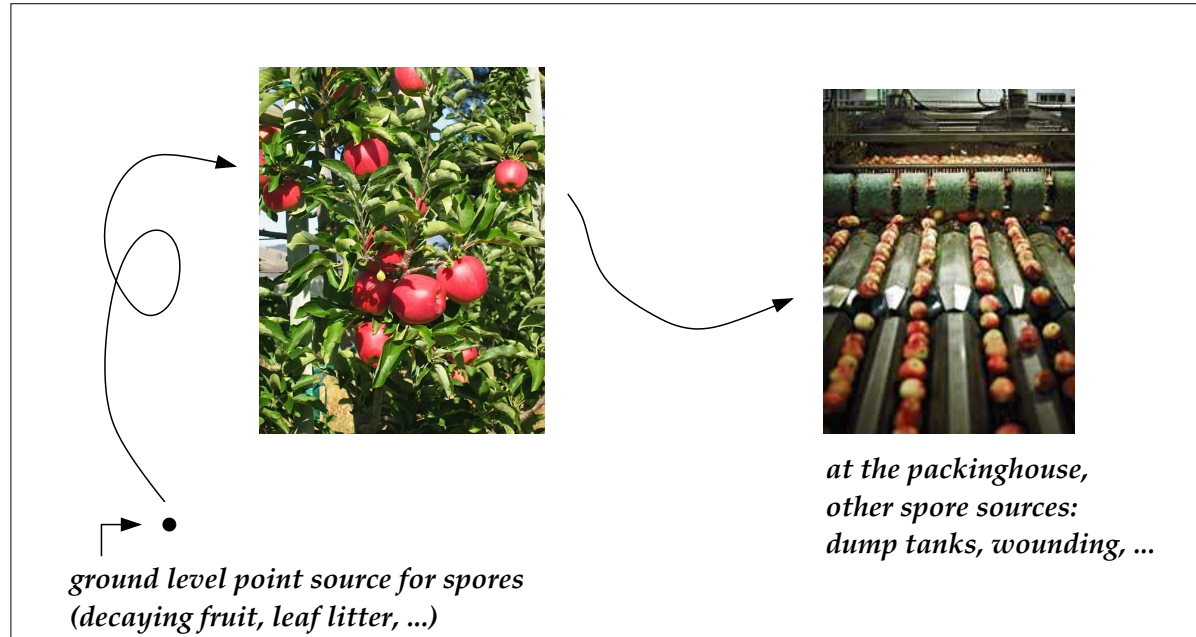 at the packinghouse,
other spore sources:
dump tanks, wounding, ...
ground level point source for spores
(decaying fruit, leaf litter, ...)